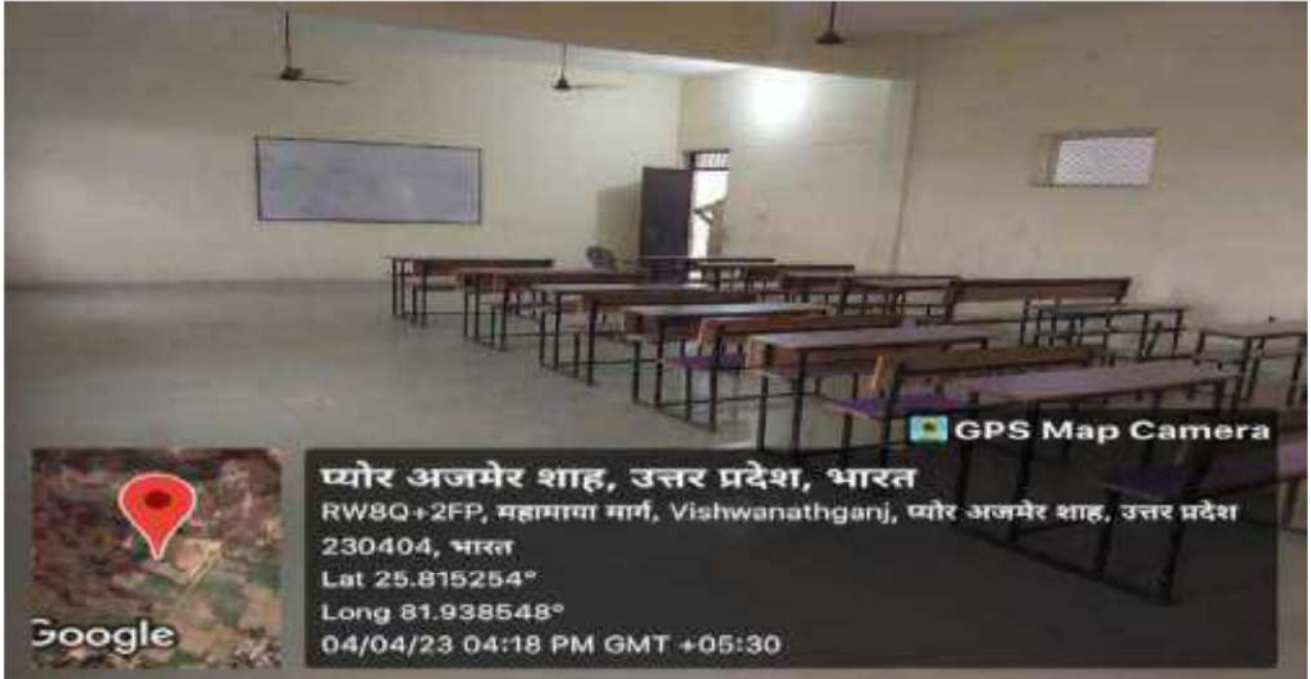 GPS Map Camera
प्योर अजमेर शाह, उत्तर प्रदेश, भारत
RW8Q+2FP, महामाया मार्ग, Vishwanathganj, प्योर अजमेर शाह, उत्तर प्रदेश
230404, भारत
Lat 25.815254°
Long 81.938548°
04/04/23 04:18 PM GMT +05:30
Google